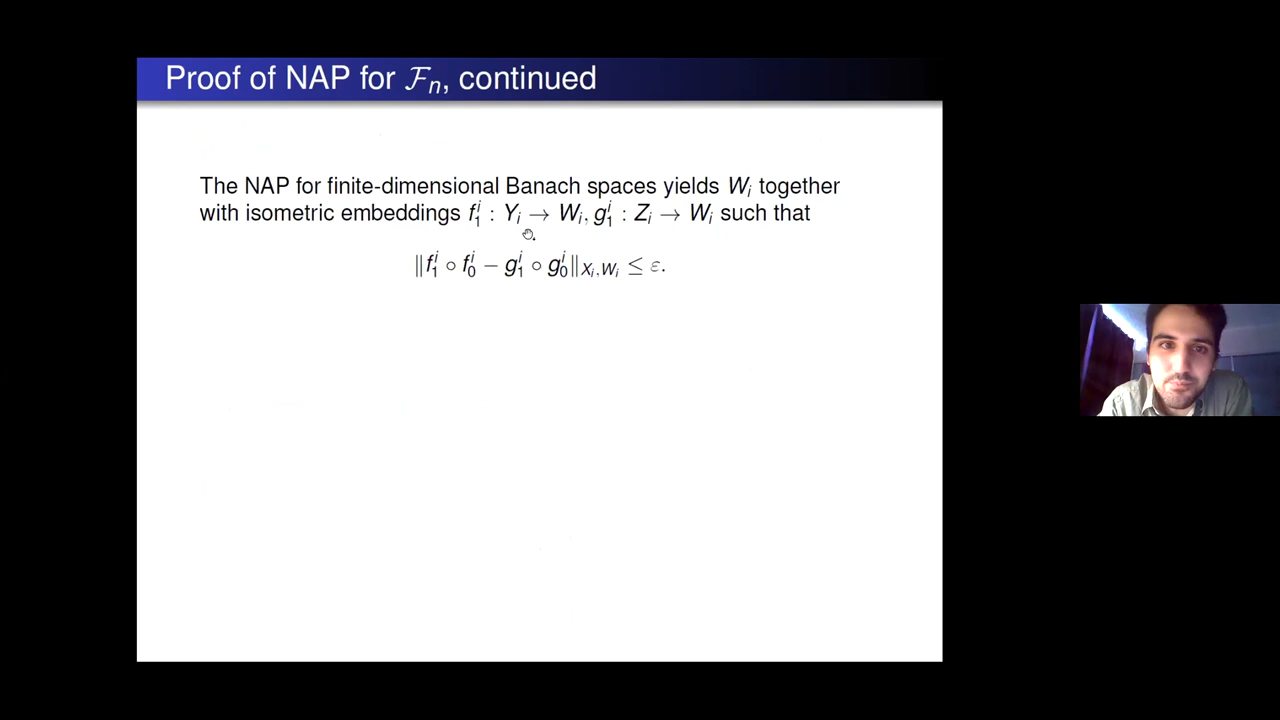 Proof of NAP for 𝓕ₙ, continued
The NAP for finite-dimensional Banach spaces yields Wᵢ together
with isometric embeddings f₁ⁱ : Yᵢ → Wᵢ, g₁ⁱ : Zᵢ → Wᵢ such that
‖f₁ⁱ ∘ f₀ⁱ − g₁ⁱ ∘ g₀ⁱ‖_{Xᵢ,Wᵢ} ≤ ε.